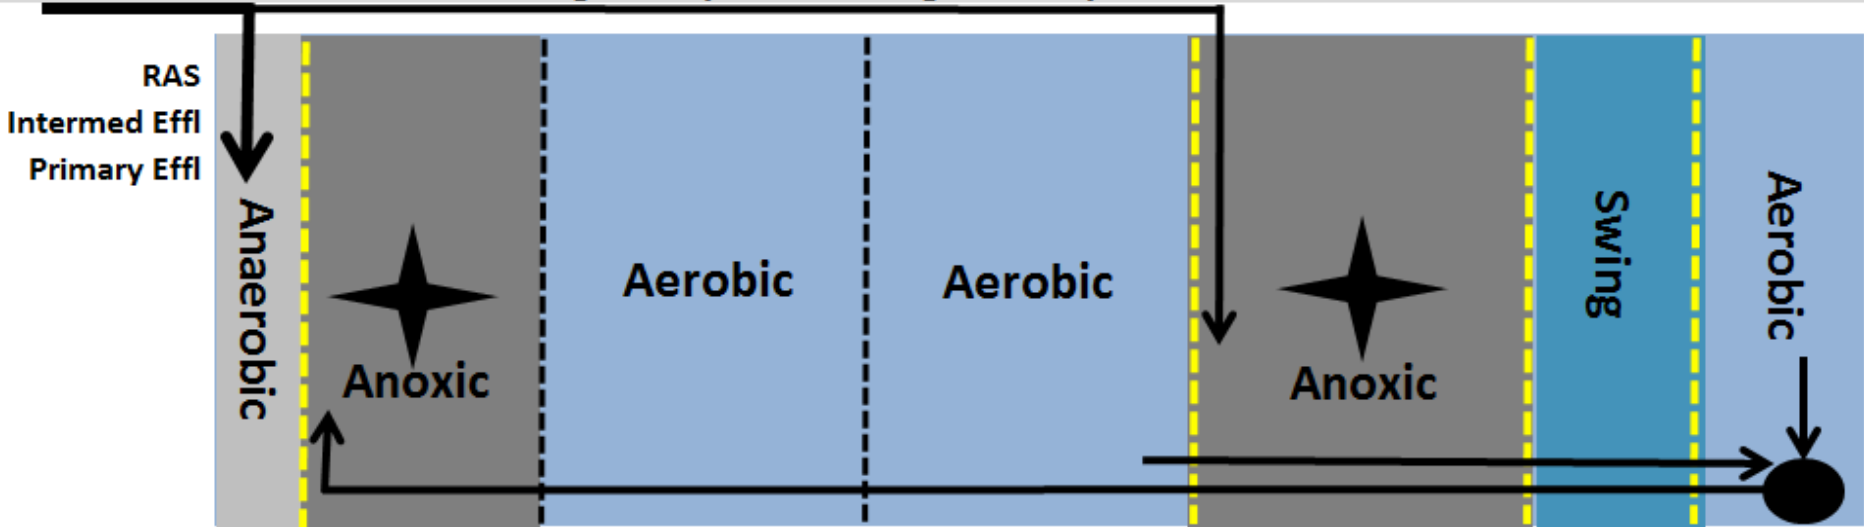 RAS
Intermed Effl
Primary Effl
Anaerobic
Anoxic
Aerobic
Aerobic
Anoxic
Swing
Aerobic